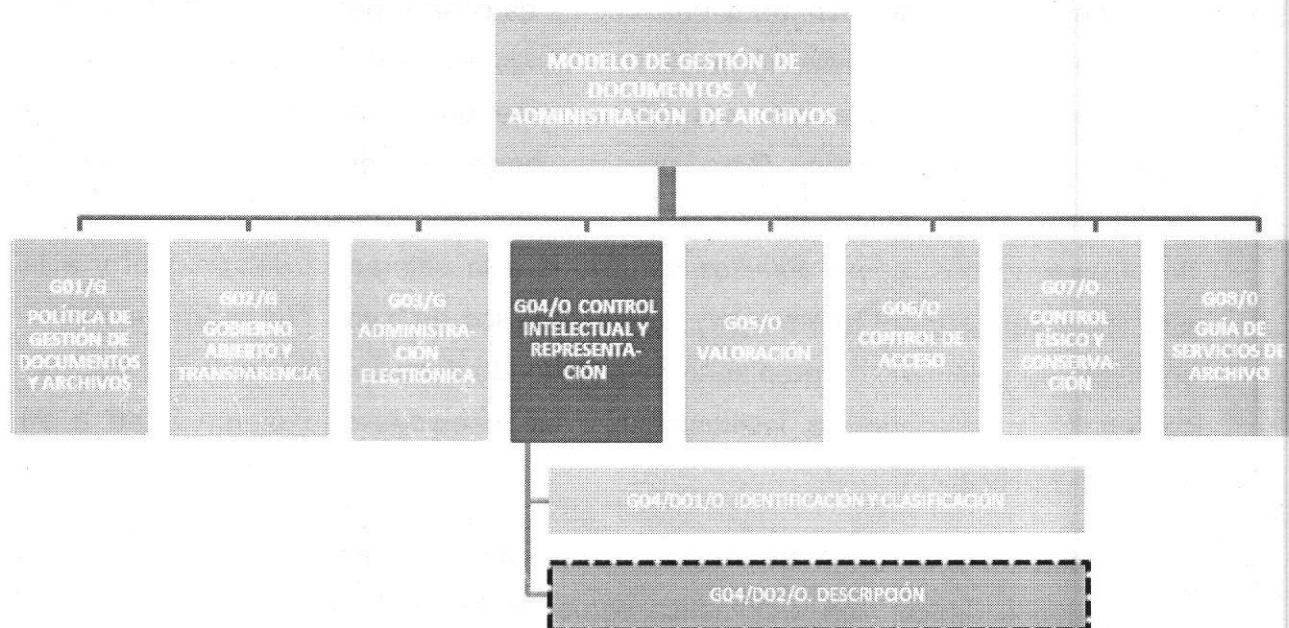 MODELO DE GESTIÓN DE
DOCUMENTOS Y
ADMINISTRACIÓN DE ARCHIVOS
G01/G
POLÍTICA DE
GESTIÓN DE
DOCUMENTOS
Y ARCHIVOS
G02/G
GOBIERNO
ABIERTO Y
TRANSPARENCIA
G03/G
ADMINISTRA-
CIÓN
ELECTRÓNICA
G04/O CONTROL
INTELECTUAL Y
REPRESENTA-
CIÓN
G05/O
VALORACIÓN
G06/O
CONTROL DE
ACCESO
G07/O
CONTROL
FÍSICO Y
CONSERVA-
CIÓN
G08/0
GUÍA DE
SERVICIOS DE
ARCHIVO
G04/D01/O. IDENTIFICACIÓN Y CLASIFICACIÓN
G04/D02/O. DESCRIPCIÓN